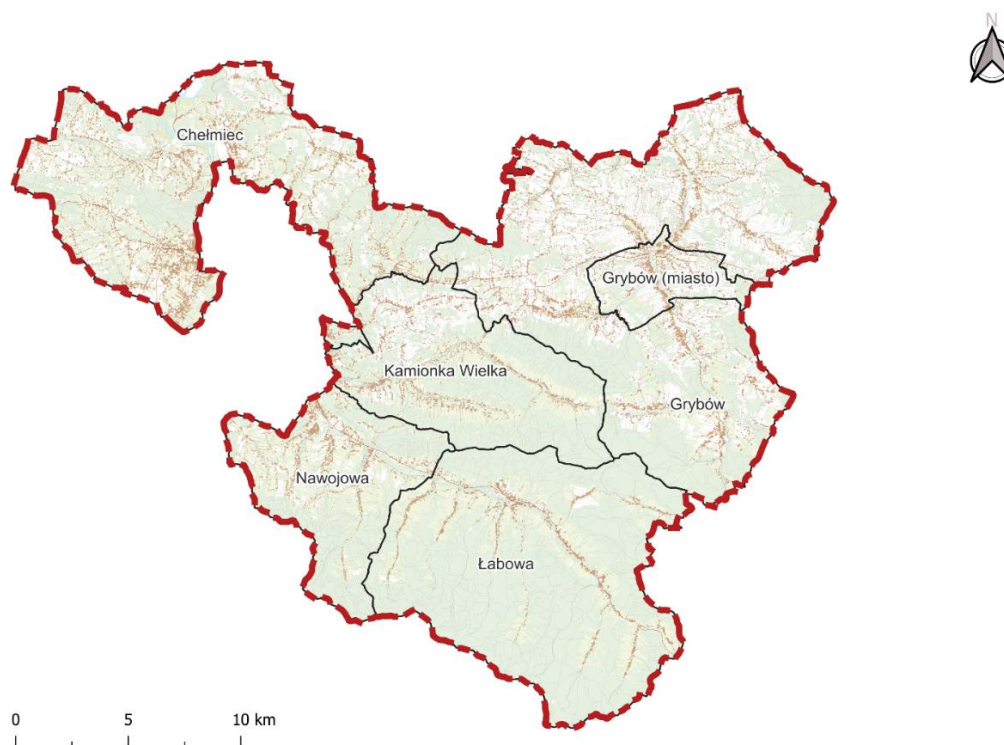 N
Chełmiec
Grybów (miasto)
Kamionka Wielka
Grybów
Nawojowa
Łabowa
0 5 10 km